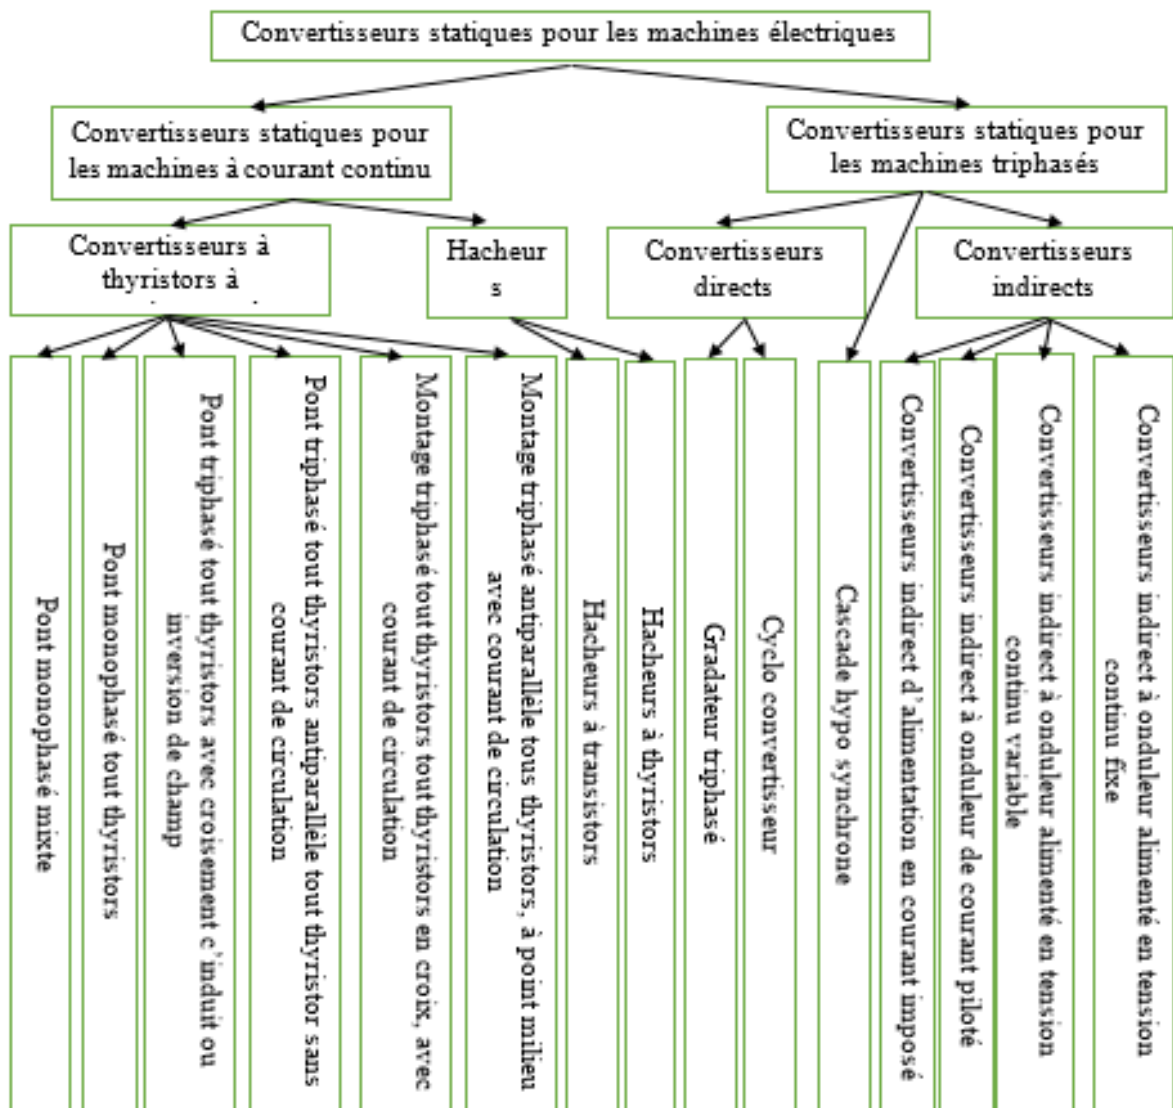 Convertisseurs statiques pour les machines électriques
Convertisseurs statiques pour
les machines à courant continu
Convertisseurs statiques pour
les machines triphasés
Convertisseurs à
thyristors à
Hacheur
s
Convertisseurs
directs
Convertisseurs
indirects
Pont monophasé mixte
Pont monophasé tout thyristors
Pont triphasé tout thyristors avec croisement c'induit ou
inversion de champ
Pont triphasé tout thyristors antiparallèle tout thyristor sans
courant de circulation
Montage triphasé tout thyristors tout thyristors en croix, avec
courant de circulation
Montage triphasé antiparallèle tous thyristors, à point milieu
avec courant de circulation
Hacheurs à transistors
Hacheurs à thyristors
Gradateur triphasé
Cyclo convertisseur
Cascade hypo synchrone
Convertisseurs indirect d'alimentation en courant imposé
Convertisseurs indirect à onduleur de courant piloté
Convertisseurs indirect à onduleur alimenté en tension
continu variable
Convertisseurs indirect à onduleur alimenté en tension
continu fixe